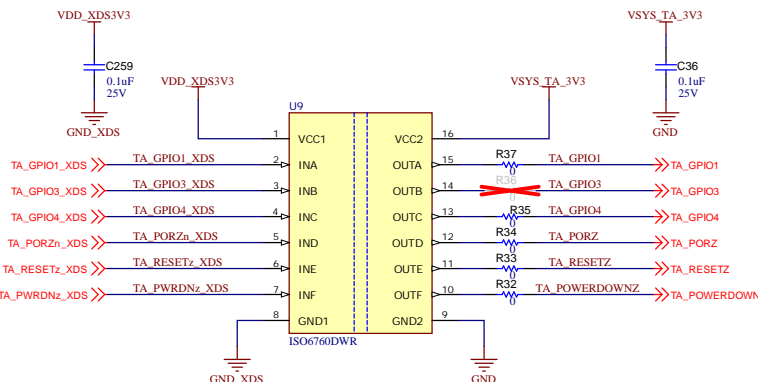 VDD_XDS3V3
VSYS_TA_3V3
C259
0.1uF
25V
GND_XDS
VDD_XDS3V3
VSYS_TA_3V3
C36
0.1uF
25V
GND
U9
1 VCC1
VCC2 16
TA_GPIO1_XDS TA_GPIO1_XDS 2 INA
OUTA 15 R37 0 TA_GPIO1 TA_GPIO1
TA_GPIO3_XDS TA_GPIO3_XDS 3 INB
OUTB 14 R36 0 TA_GPIO3 TA_GPIO3
TA_GPIO4_XDS TA_GPIO4_XDS 4 INC
OUTC 13 R35 0 TA_GPIO4 TA_GPIO4
TA_PORZn_XDS TA_PORZn_XDS 5 IND
OUTD 12 R34 0 TA_PORZ TA_PORZ
TA_RESETz_XDS TA_RESETz_XDS 6 INE
OUTE 11 R33 0 TA_RESETZ TA_RESETZ
TA_PWRDNz_XDS TA_PWRDNz_XDS 7 INF
OUTF 10 R32 0 TA_POWERDOWNZ TA_POWERDOWN
8 GND1
GND2 9
ISO6760DWR
GND_XDS
GND